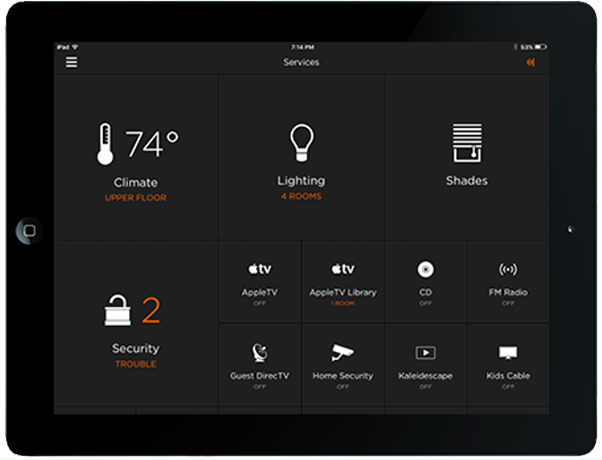 iPad
7:14 PM
53%
Services
74°
Climate
UPPER FLOOR
Lighting
4 ROOMS
Shades
2
Security
TROUBLE
tv
AppleTV
OFF
tv
AppleTV Library
1 ROOM
CD
OFF
FM Radio
OFF
Guest DirecTV
OFF
Home Security
OFF
Kaleidescape
OFF
Kids Cable
OFF